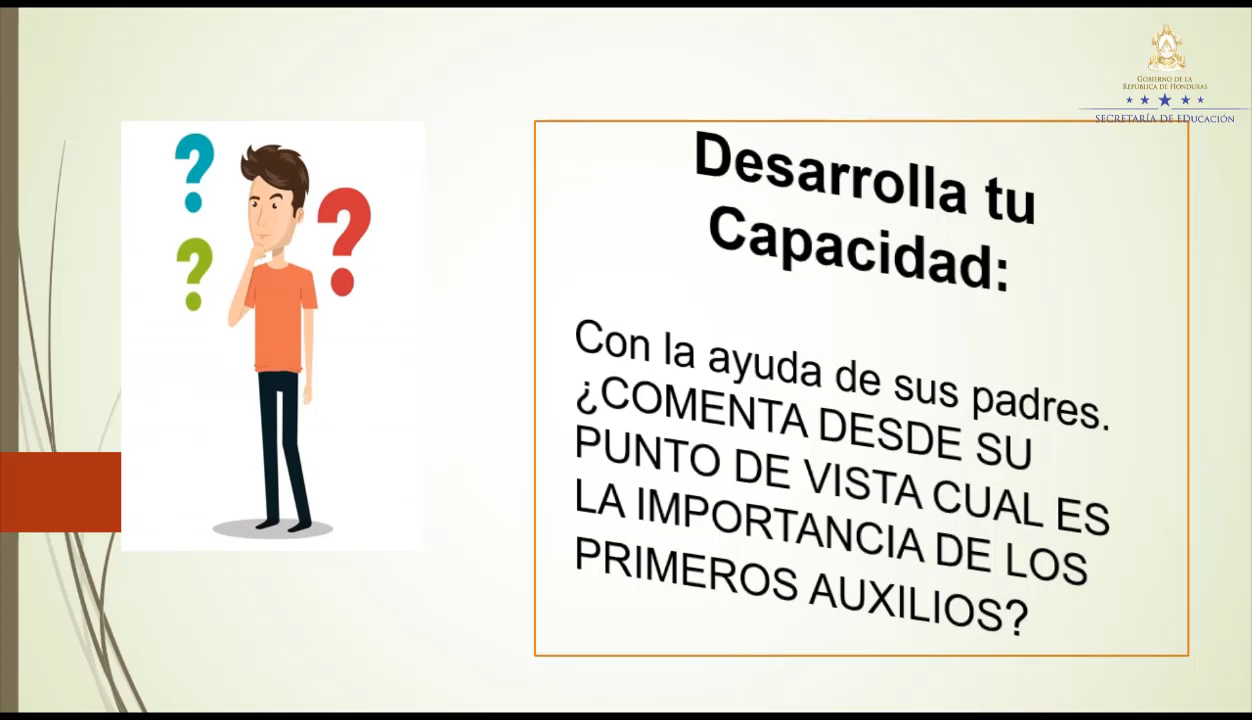 GOBIERNO DE LA
REPÚBLICA DE HONDURAS
SECRETARÍA DE EDUCACIÓN
Desarrolla tu
Capacidad:
Con la ayuda de sus padres.
¿COMENTA DESDE SU
PUNTO DE VISTA CUAL ES
LA IMPORTANCIA DE LOS
PRIMEROS AUXILIOS?
? ? ?